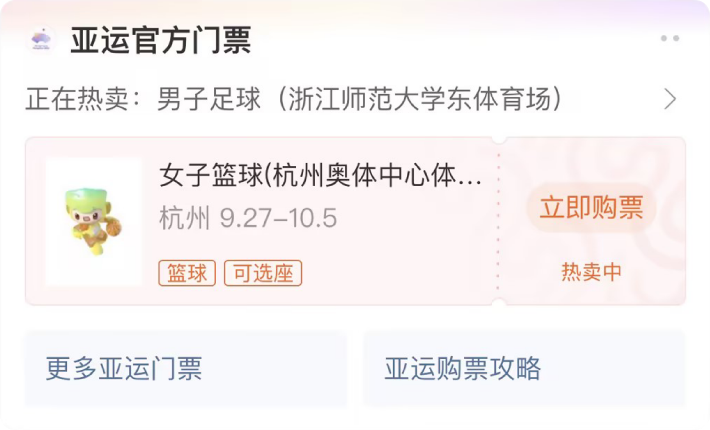 亚运官方门票
正在热卖：男子足球（浙江师范大学东体育场）
女子篮球(杭州奥体中心体...
杭州 9.27-10.5
篮球 可选座
立即购票
热卖中
更多亚运门票
亚运购票攻略